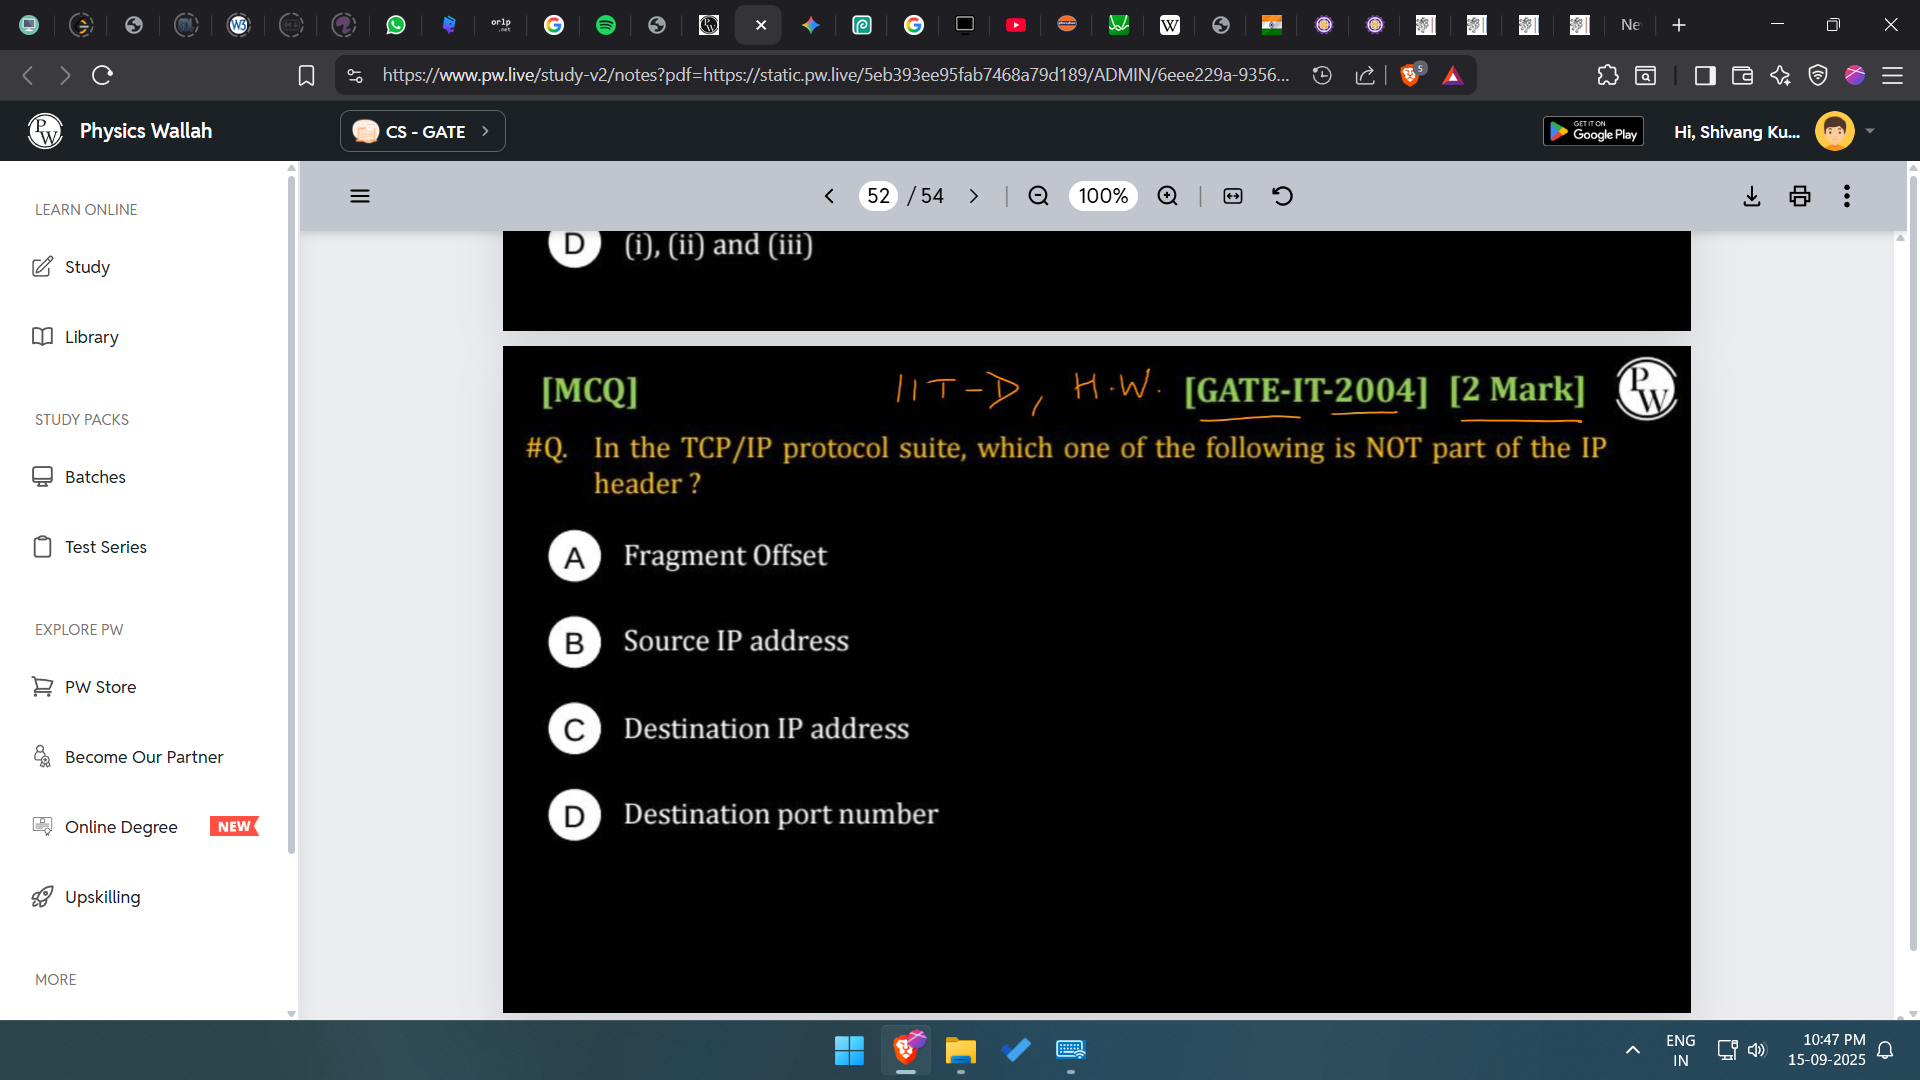 orlp
.net
Ne
https://www.pw.live/study-v2/notes?pdf=https://static.pw.live/5eb393ee95fab7468a79d189/ADMIN/6eee229a-9356...
5
PW
Physics Wallah
CS - GATE
GET IT ON
Google Play
Hi, Shivang Ku...
LEARN ONLINE
Study
Library
STUDY PACKS
Batches
Test Series
EXPLORE PW
PW Store
Become Our Partner
Online Degree
NEW
Upskilling
MORE
52 / 54
100%
D (i), (ii) and (iii)
[MCQ] IIT-D, H.W. [GATE-IT-2004] [2 Mark]
PW
#Q. In the TCP/IP protocol suite, which one of the following is NOT part of the IP
header ?
A Fragment Offset
B Source IP address
C Destination IP address
D Destination port number
ENG
IN
10:47 PM
15-09-2025